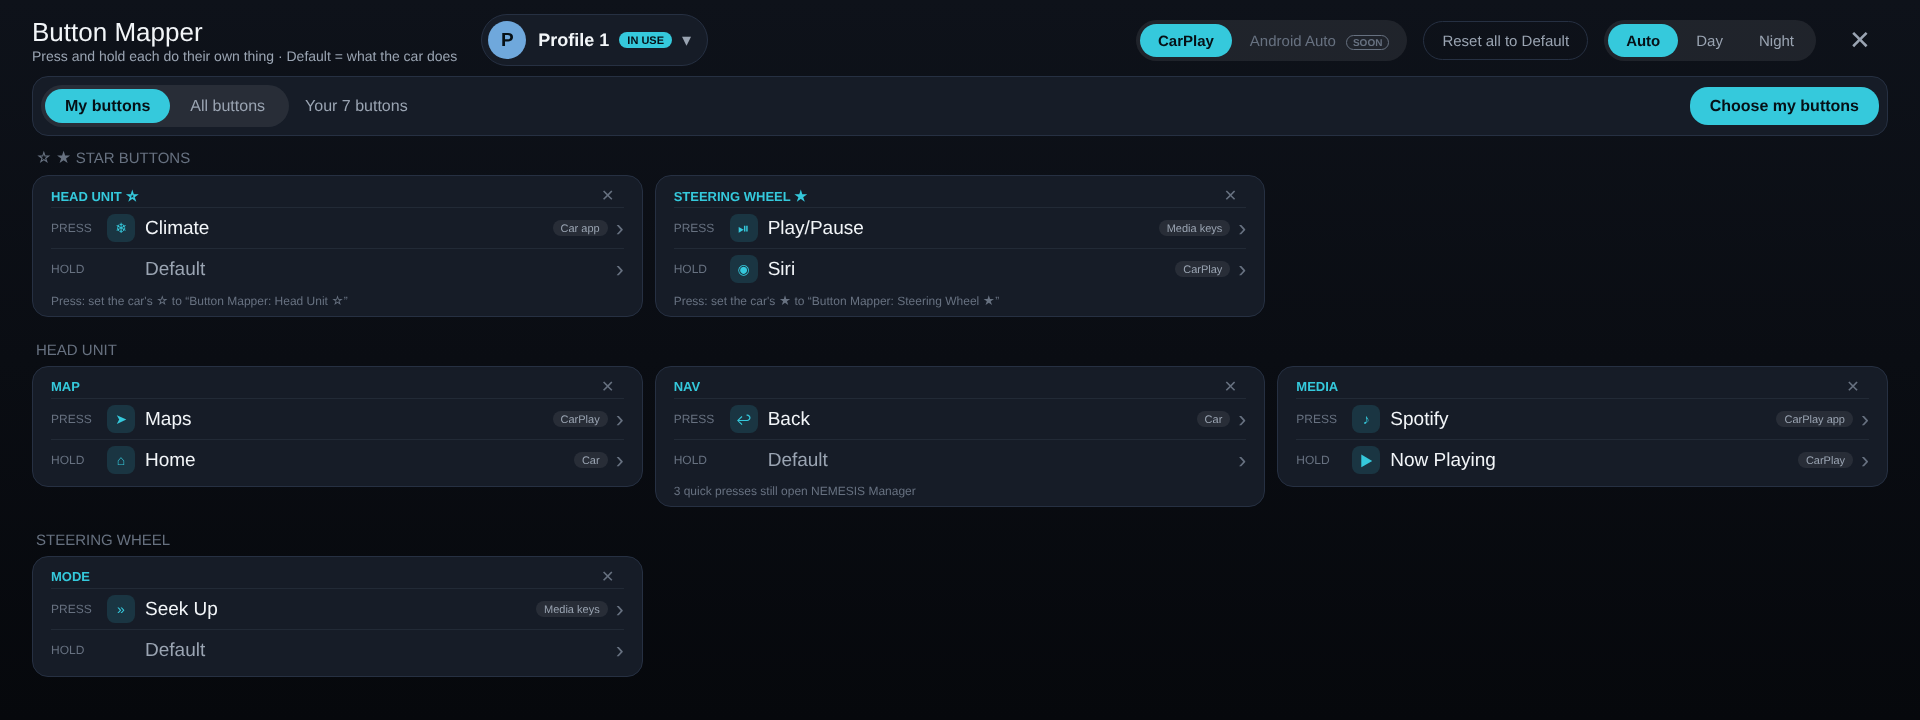 Button Mapper
Press and hold each do their own thing · Default = what the car does
P Profile 1 IN USE ▾
CarPlay Android Auto SOON
Reset all to Default
Auto Day Night
✕
My buttons All buttons Your 7 buttons
Choose my buttons
☆ ★ STAR BUTTONS
HEAD UNIT ☆ ✕
PRESS ❄ Climate Car app ›
HOLD Default ›
Press: set the car's ☆ to “Button Mapper: Head Unit ☆”
STEERING WHEEL ★ ✕
PRESS ⏯ Play/Pause Media keys ›
HOLD ◉ Siri CarPlay ›
Press: set the car's ★ to “Button Mapper: Steering Wheel ★”
HEAD UNIT
MAP ✕
PRESS ➤ Maps CarPlay ›
HOLD ⌂ Home Car ›
NAV ✕
PRESS ↩ Back Car ›
HOLD Default ›
3 quick presses still open NEMESIS Manager
MEDIA ✕
PRESS ♪ Spotify CarPlay app ›
HOLD ▶ Now Playing CarPlay ›
STEERING WHEEL
MODE ✕
PRESS » Seek Up Media keys ›
HOLD Default ›